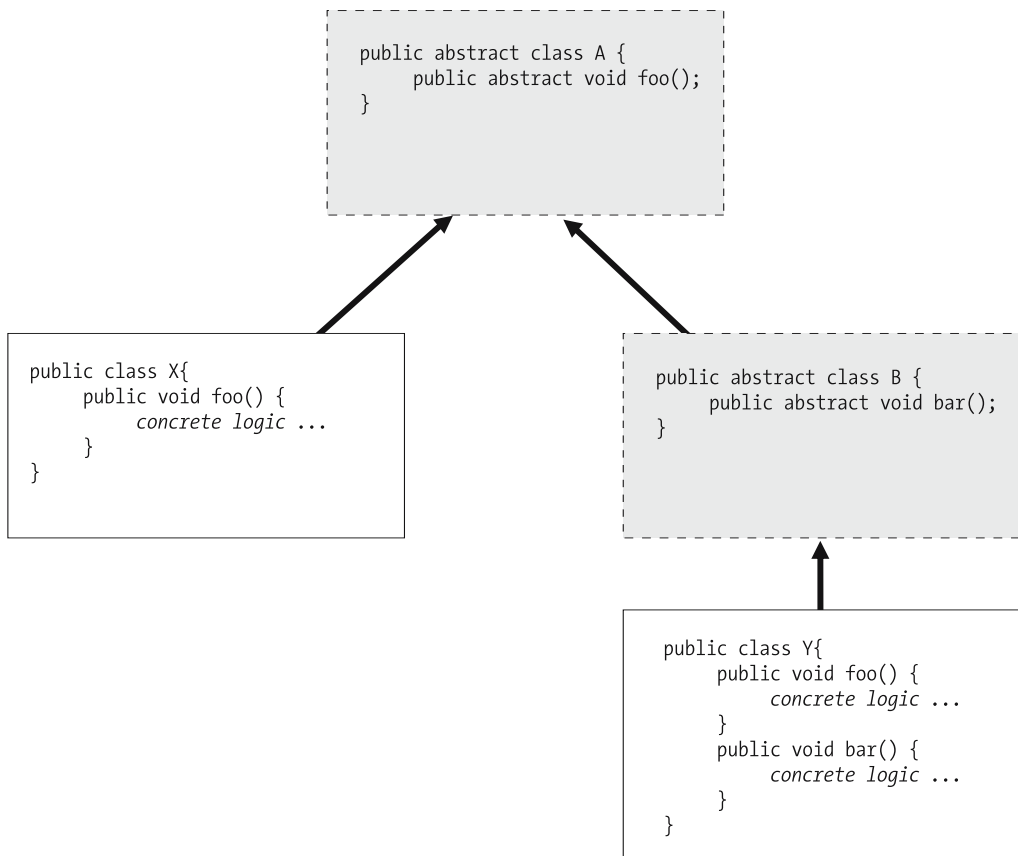 public abstract class A {
public abstract void foo();
}
public class X{
public void foo() {
concrete logic ...
}
}
public abstract class B {
public abstract void bar();
}
public class Y{
public void foo() {
concrete logic ...
}
public void bar() {
concrete logic ...
}
}